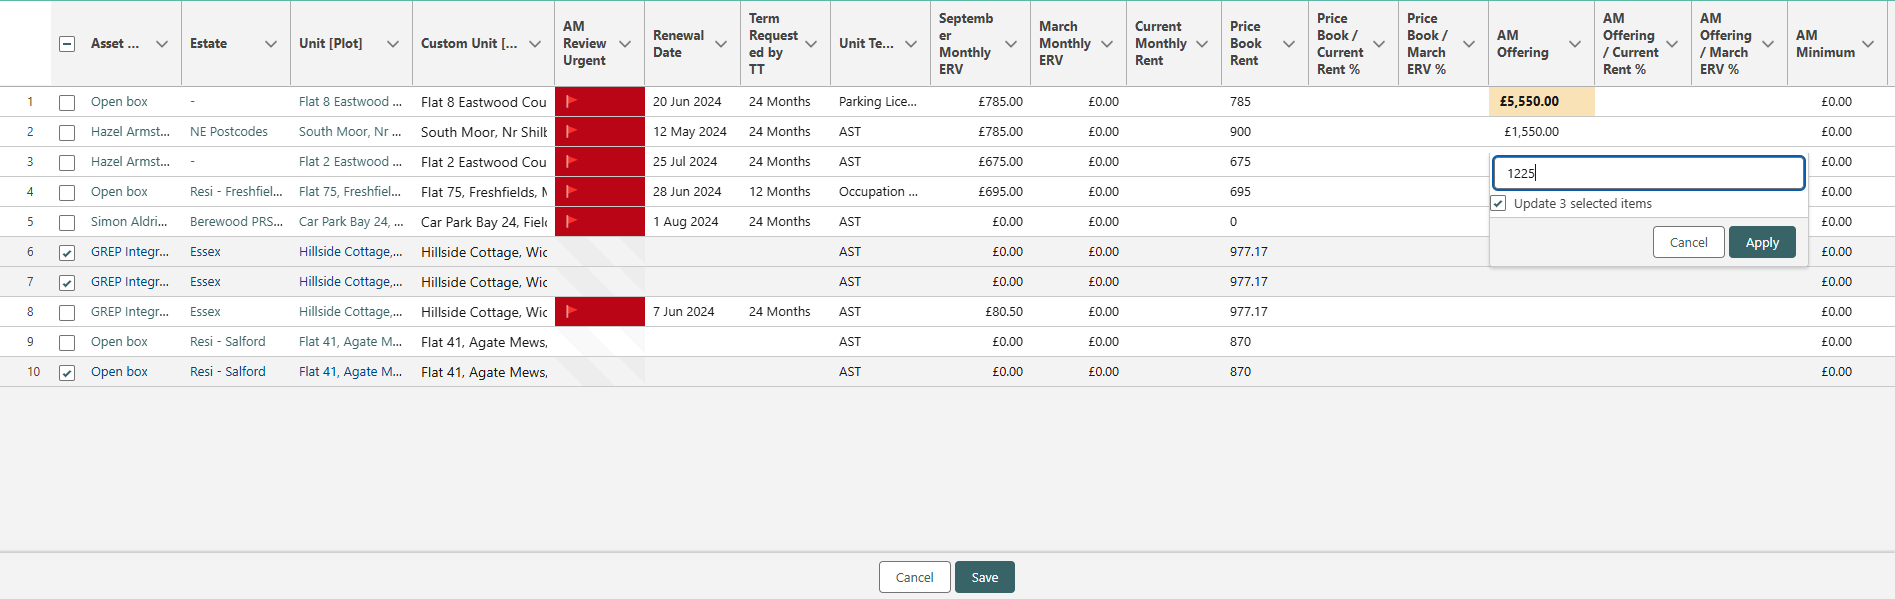 Asset ... Estate Unit [Plot] Custom Unit [... AM Review Urgent Renewal Date Term Requested by TT Unit Te... September Monthly ERV March Monthly ERV Current Monthly Rent Price Book Rent Price Book / Current Rent % Price Book / March ERV % AM Offering AM Offering / Current Rent % AM Offering / March ERV % AM Minimum
1 Open box - Flat 8 Eastwood ... Flat 8 Eastwood Cou 20 Jun 2024 24 Months Parking Lice... £785.00 £0.00 785 £5,550.00 £0.00
2 Hazel Armst... NE Postcodes South Moor, Nr ... South Moor, Nr Shilb 12 May 2024 24 Months AST £785.00 £0.00 900 £1,550.00 £0.00
3 Hazel Armst... - Flat 2 Eastwood ... Flat 2 Eastwood Cou 25 Jul 2024 24 Months AST £675.00 £0.00 675 £0.00
1225
4 Open box Resi - Freshfiel... Flat 75, Freshfiel... Flat 75, Freshfields, M 28 Jun 2024 12 Months Occupation ... £695.00 £0.00 695 £0.00
Update 3 selected items
5 Simon Aldri... Berewood PRS... Car Park Bay 24, ... Car Park Bay 24, Fiel 1 Aug 2024 24 Months AST £0.00 £0.00 0 £0.00
Cancel Apply
6 GREP Integr... Essex Hillside Cottage,... Hillside Cottage, Wic AST £0.00 £0.00 977.17 £0.00
7 GREP Integr... Essex Hillside Cottage,... Hillside Cottage, Wic AST £0.00 £0.00 977.17 £0.00
8 GREP Integr... Essex Hillside Cottage,... Hillside Cottage, Wic 7 Jun 2024 24 Months AST £80.50 £0.00 977.17 £0.00
9 Open box Resi - Salford Flat 41, Agate M... Flat 41, Agate Mews, AST £0.00 £0.00 870 £0.00
10 Open box Resi - Salford Flat 41, Agate M... Flat 41, Agate Mews, AST £0.00 £0.00 870 £0.00
Cancel Save